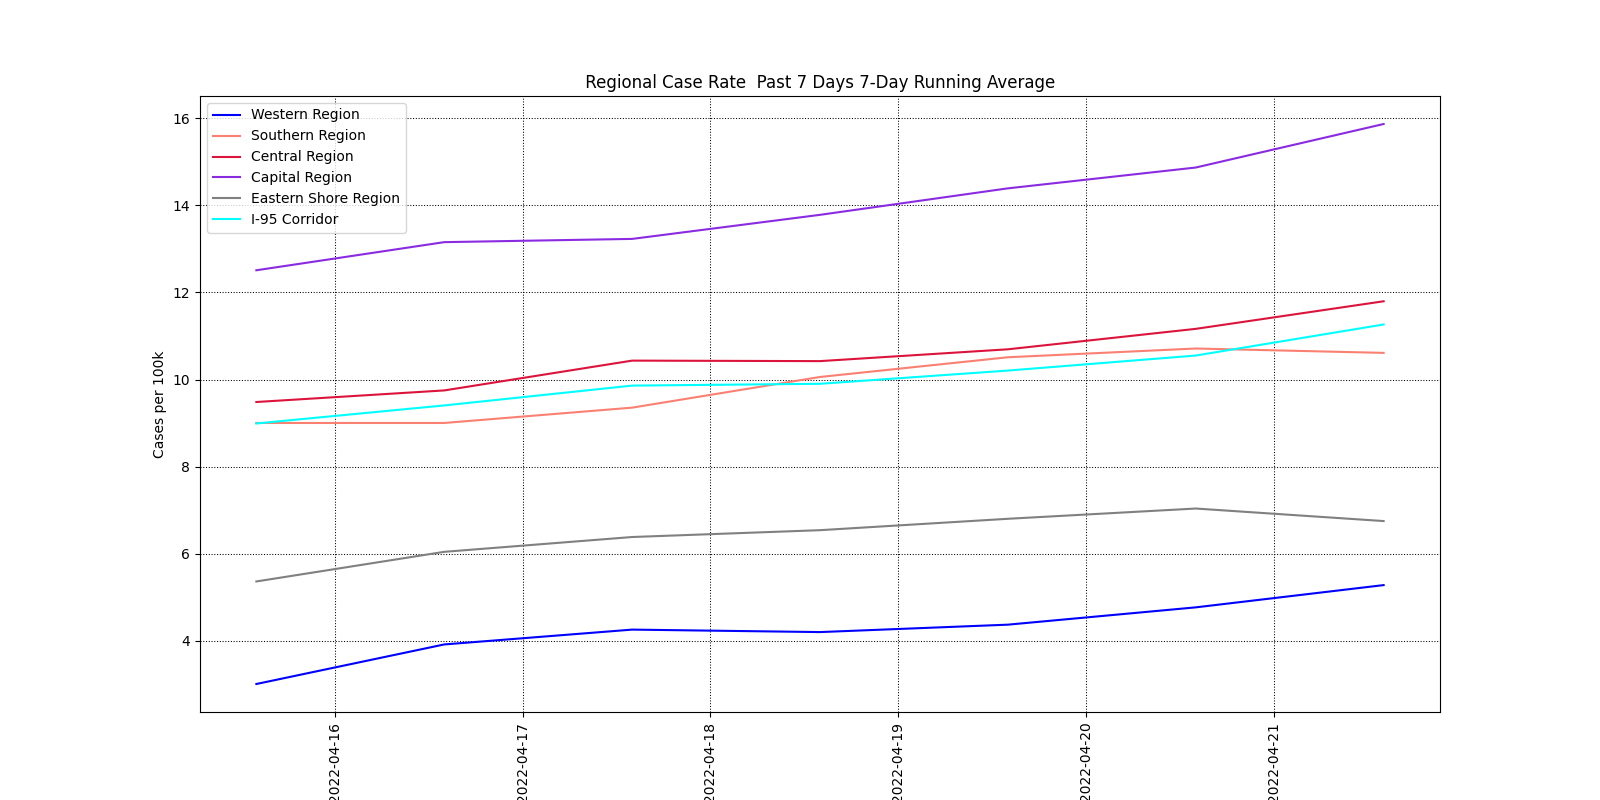 Regional Case Rate  Past 7 Days 7-Day Running Average
Western Region
Southern Region
Central Region
Capital Region
Eastern Shore Region
I-95 Corridor
Cases per 100k
16
14
12
10
8
6
4
2022-04-16
2022-04-17
2022-04-18
2022-04-19
2022-04-20
2022-04-21